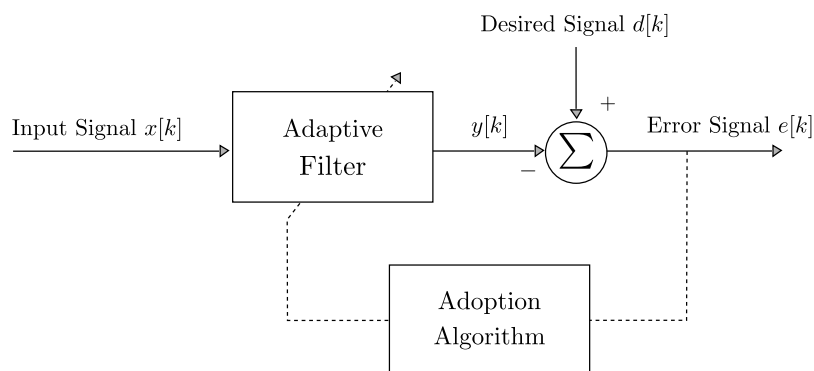 Desired Signal d[k]
+
Input Signal x[k]
Adaptive
Filter
y[k]
∑
Error Signal e[k]
−
Adoption
Algorithm